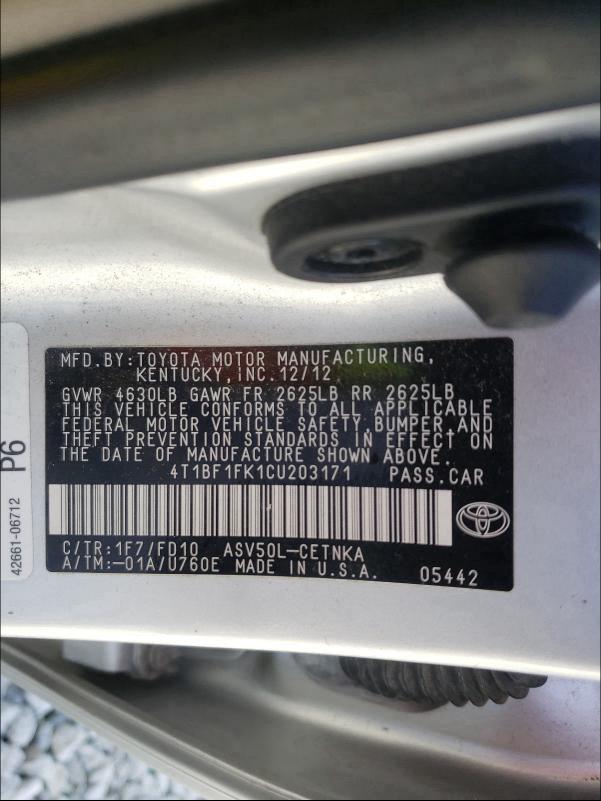 MFD.BY:TOYOTA MOTOR MANUFACTURING,
KENTUCKY,INC.12/12
GVWR 4630LB GAWR FR 2625LB RR 2625LB
THIS VEHICLE CONFORMS TO ALL APPLICABLE
FEDERAL MOTOR VEHICLE SAFETY,BUMPER,AND
THEFT PREVENTION STANDARDS IN EFFECT ON
THE DATE OF MANUFACTURE SHOWN ABOVE.
4T1BF1FK1CU203171 PASS.CAR
C/TR:1F7/FD10 ASV50L-CETNKA
A/TM:-01A/U760E MADE IN U.S.A. 05442
P6
42661-06712